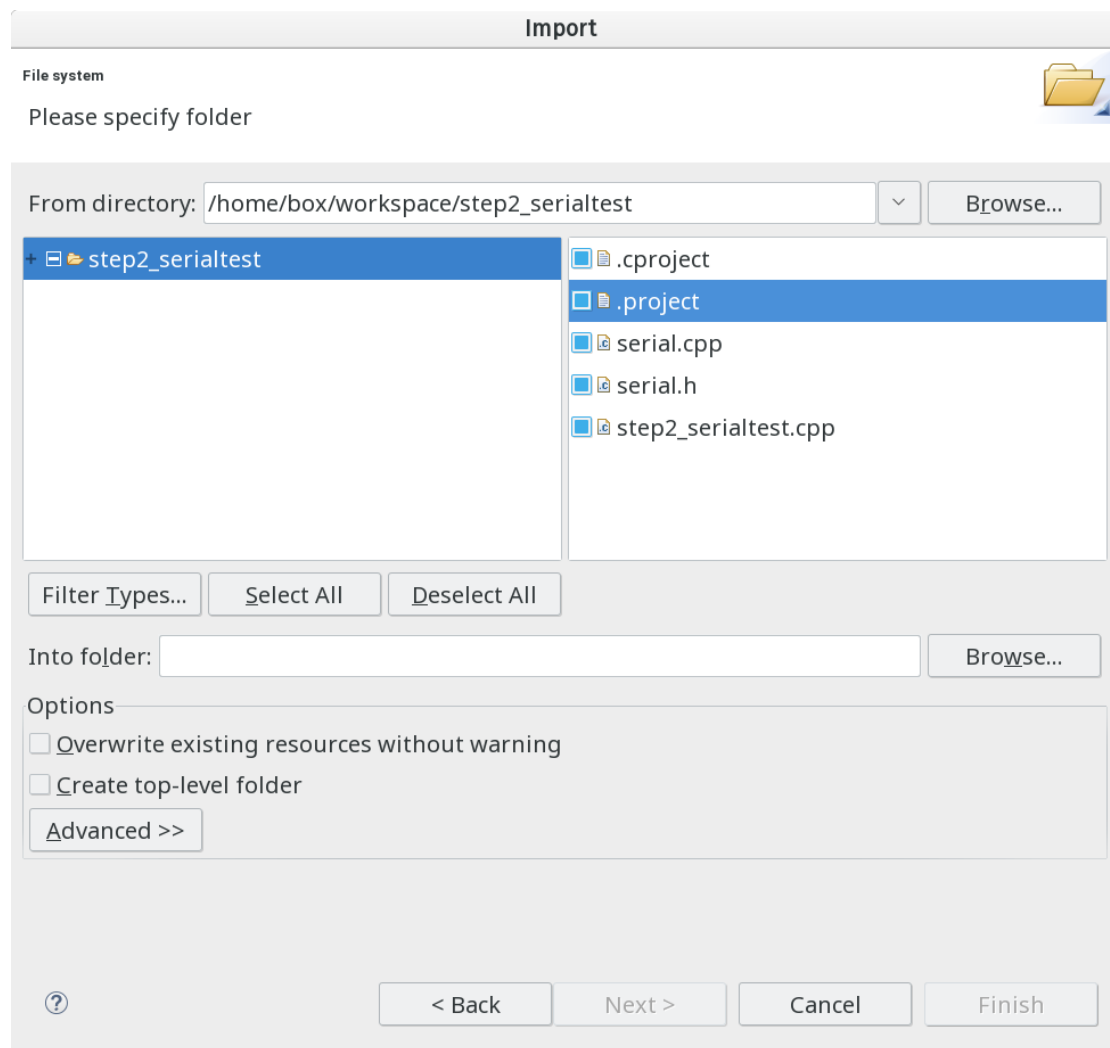 Import
File system
Please specify folder
From directory: /home/box/workspace/step2_serialtest Browse...
step2_serialtest
.cproject
.project
serial.cpp
serial.h
step2_serialtest.cpp
Filter Types... Select All Deselect All
Into folder: Browse...
Options
Overwrite existing resources without warning
Create top-level folder
Advanced >>
< Back Next > Cancel Finish